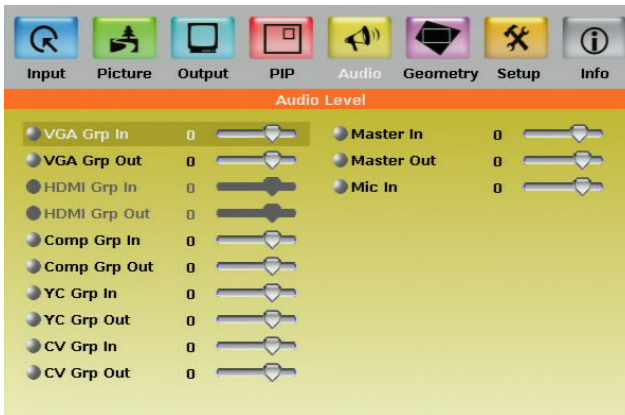 Input Picture Output PIP Audio Geometry Setup Info
Audio Level
VGA Grp In 0
VGA Grp Out 0
HDMI Grp In 0
HDMI Grp Out 0
Comp Grp In 0
Comp Grp Out 0
YC Grp In 0
YC Grp Out 0
CV Grp In 0
CV Grp Out 0
Master In 0
Master Out 0
Mic In 0